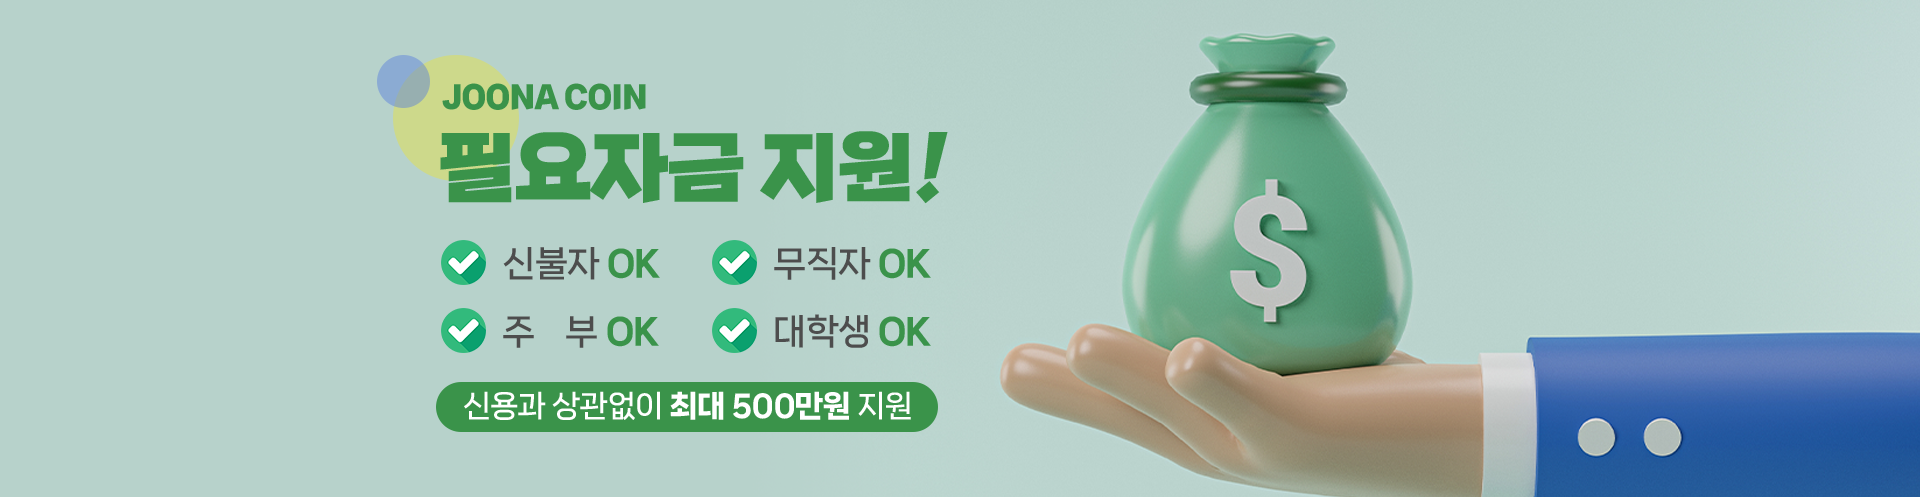 JOONA COIN
필요자금 지원!
신불자 OK 무직자 OK
주 부 OK 대학생 OK
신용과 상관없이 최대 500만원 지원
$